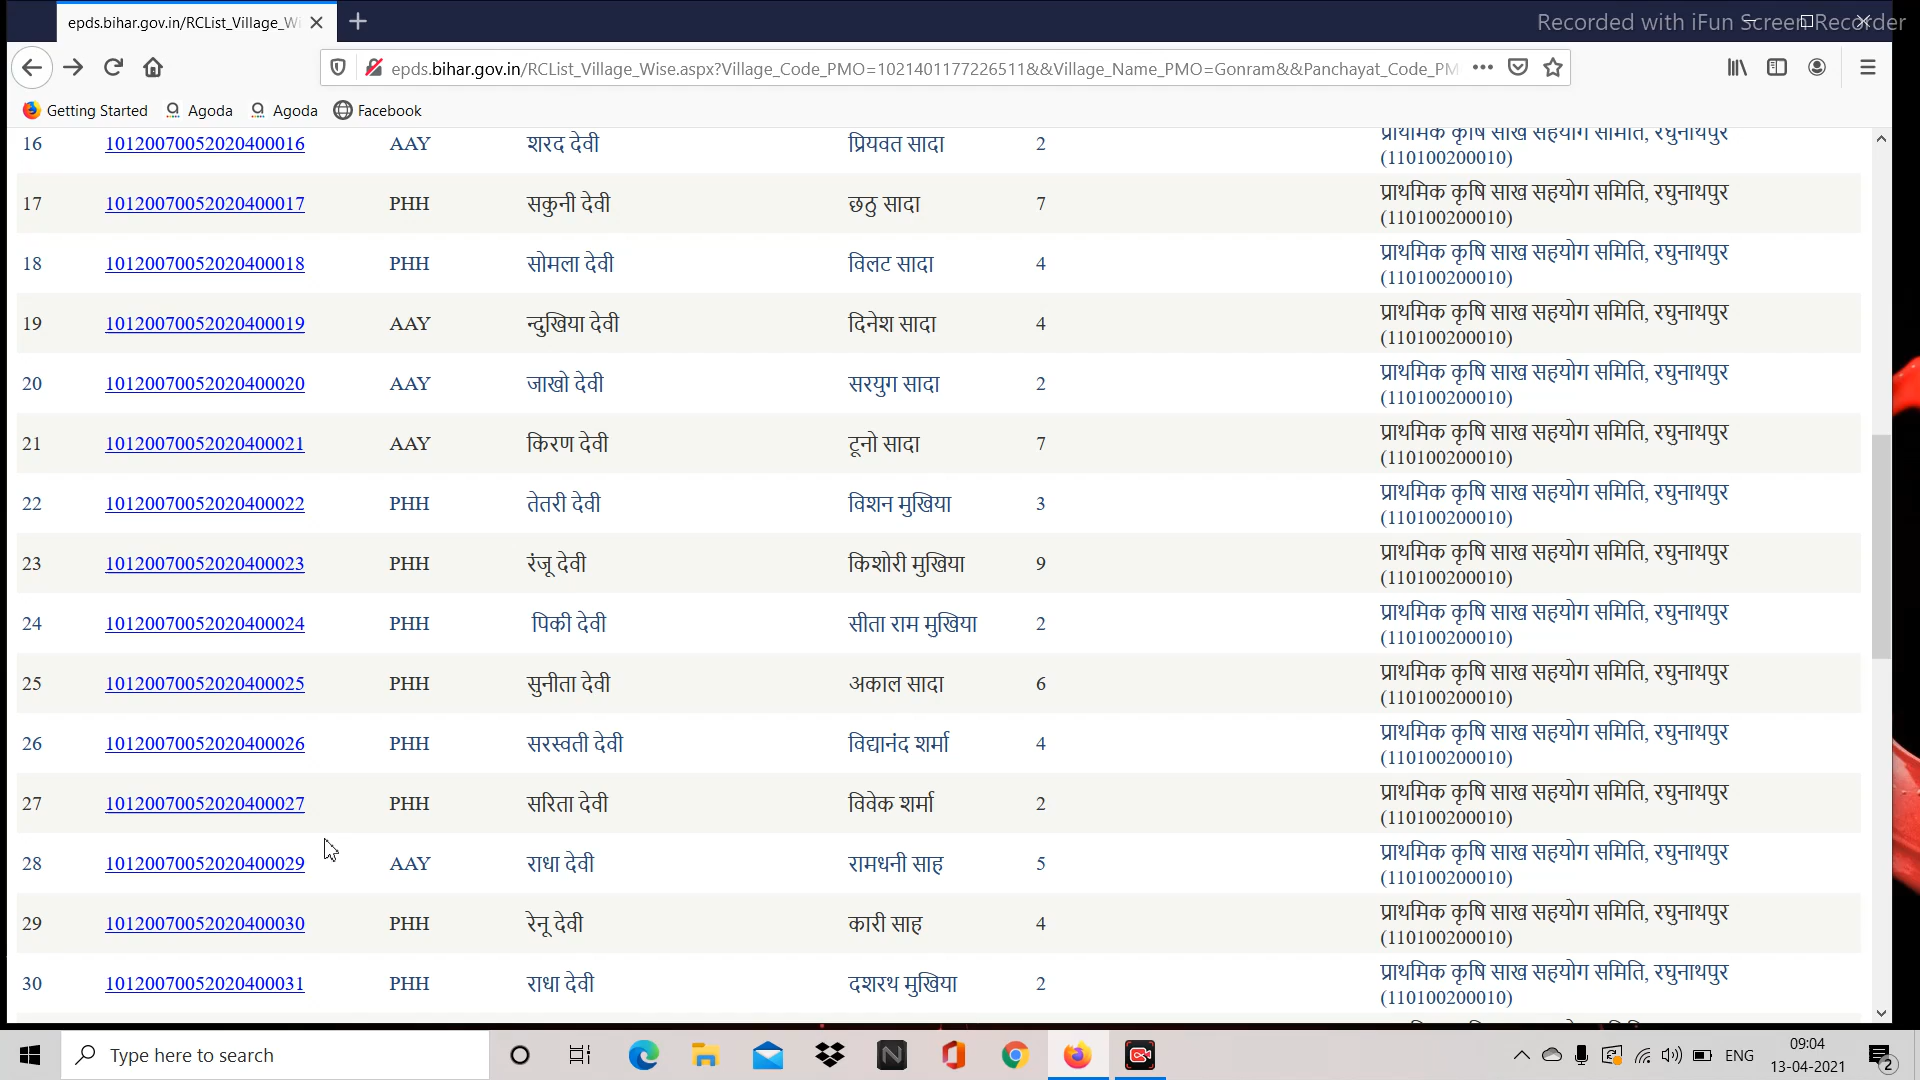 epds.bihar.gov.in/RCList_Village_Wi
Recorded with iFun Screen Recorder
epds.bihar.gov.in/RCList_Village_Wise.aspx?Village_Code_PMO=1021401177226511&&Village_Name_PMO=Gonram&&Panchayat_Code_PM
Getting Started Agoda Agoda Facebook
16 10120070052020400016 AAY शरद देवी प्रियवत सादा 2 प्राथमिक कृषि साख सहयोग समिति, रघुनाथपुर
(110100200010)
17 10120070052020400017 PHH सकुनी देवी छठु सादा 7 प्राथमिक कृषि साख सहयोग समिति, रघुनाथपुर
(110100200010)
18 10120070052020400018 PHH सोमला देवी विलट सादा 4 प्राथमिक कृषि साख सहयोग समिति, रघुनाथपुर
(110100200010)
19 10120070052020400019 AAY न्दुखिया देवी दिनेश सादा 4 प्राथमिक कृषि साख सहयोग समिति, रघुनाथपुर
(110100200010)
20 10120070052020400020 AAY जाखो देवी सरयुग सादा 2 प्राथमिक कृषि साख सहयोग समिति, रघुनाथपुर
(110100200010)
21 10120070052020400021 AAY किरण देवी टूनो सादा 7 प्राथमिक कृषि साख सहयोग समिति, रघुनाथपुर
(110100200010)
22 10120070052020400022 PHH तेतरी देवी विशन मुखिया 3 प्राथमिक कृषि साख सहयोग समिति, रघुनाथपुर
(110100200010)
23 10120070052020400023 PHH रंजू देवी किशोरी मुखिया 9 प्राथमिक कृषि साख सहयोग समिति, रघुनाथपुर
(110100200010)
24 10120070052020400024 PHH पिकी देवी सीता राम मुखिया 2 प्राथमिक कृषि साख सहयोग समिति, रघुनाथपुर
(110100200010)
25 10120070052020400025 PHH सुनीता देवी अकाल सादा 6 प्राथमिक कृषि साख सहयोग समिति, रघुनाथपुर
(110100200010)
26 10120070052020400026 PHH सरस्वती देवी विद्यानंद शर्मा 4 प्राथमिक कृषि साख सहयोग समिति, रघुनाथपुर
(110100200010)
27 10120070052020400027 PHH सरिता देवी विवेक शर्मा 2 प्राथमिक कृषि साख सहयोग समिति, रघुनाथपुर
(110100200010)
28 10120070052020400029 AAY राधा देवी रामधनी साह 5 प्राथमिक कृषि साख सहयोग समिति, रघुनाथपुर
(110100200010)
29 10120070052020400030 PHH रेनू देवी कारी साह 4 प्राथमिक कृषि साख सहयोग समिति, रघुनाथपुर
(110100200010)
30 10120070052020400031 PHH राधा देवी दशरथ मुखिया 2 प्राथमिक कृषि साख सहयोग समिति, रघुनाथपुर
(110100200010)
Type here to search
ENG
09:04
13-04-2021
2